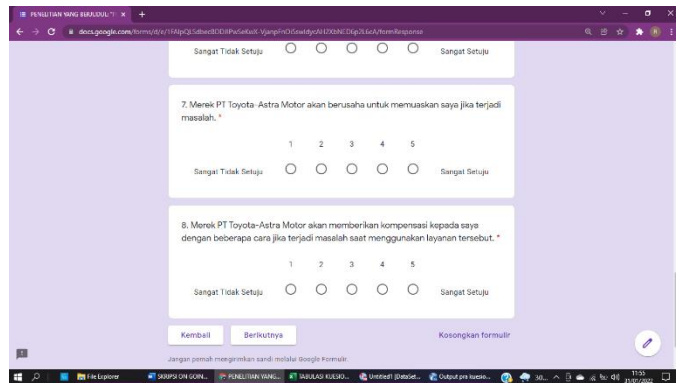 PENELITIAN YANG BERJUDUL "I
docs.google.com/forms/d/e/
Sangat Tidak Setuju
Sangat Setuju
7. Merek PT Toyota-Astra Motor akan berusaha untuk memuaskan saya jika terjadi
masalah. *
1 2 3 4 5
Sangat Tidak Setuju
Sangat Setuju
8. Merek PT Toyota-Astra Motor akan memberikan kompensasi kepada saya
dengan beberapa cara jika terjadi masalah saat menggunakan layanan tersebut. *
1 2 3 4 5
Sangat Tidak Setuju
Sangat Setuju
Kembali
Berikutnya
Kosongkan formulir
Jangan pernah mengirimkan sandi melalui Google Formulir.
File Explorer
SKRIPSI ON GOIN...
PENELITIAN YANG...
TABULASI KUESIO...
Untitled1 [DataSet...
Output pra kuesio...
30...
11:55
31/01/2022